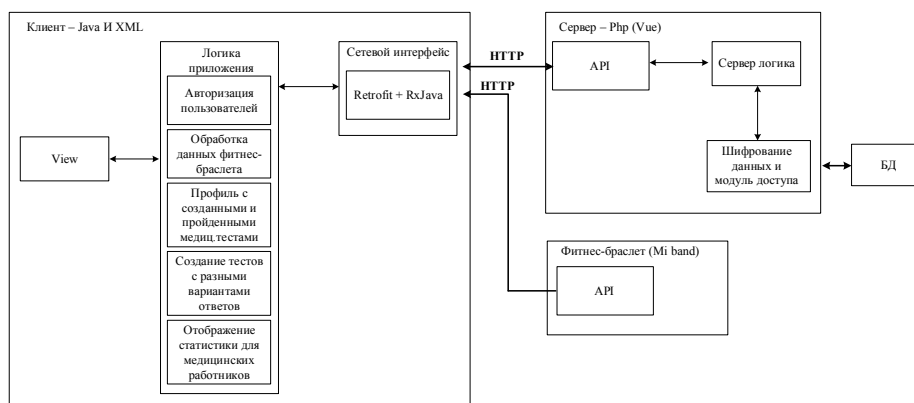 Клиент – Java И XML
Логика
приложения
Авторизация
пользователей
Обработка
данных фитнес-
браслета
Профиль с
созданными и
пройденными
медиц.тестами
Создание тестов
с разными
вариантами
ответов
Отображение
статистики для
медицинских
работников
View
Сетевой интерфейс
Retrofit + RxJava
HTTP
HTTP
Сервер – Php (Vue)
API
Сервер логика
Шифрование
данных и
модуль доступа
БД
Фитнес-браслет (Mi band)
API